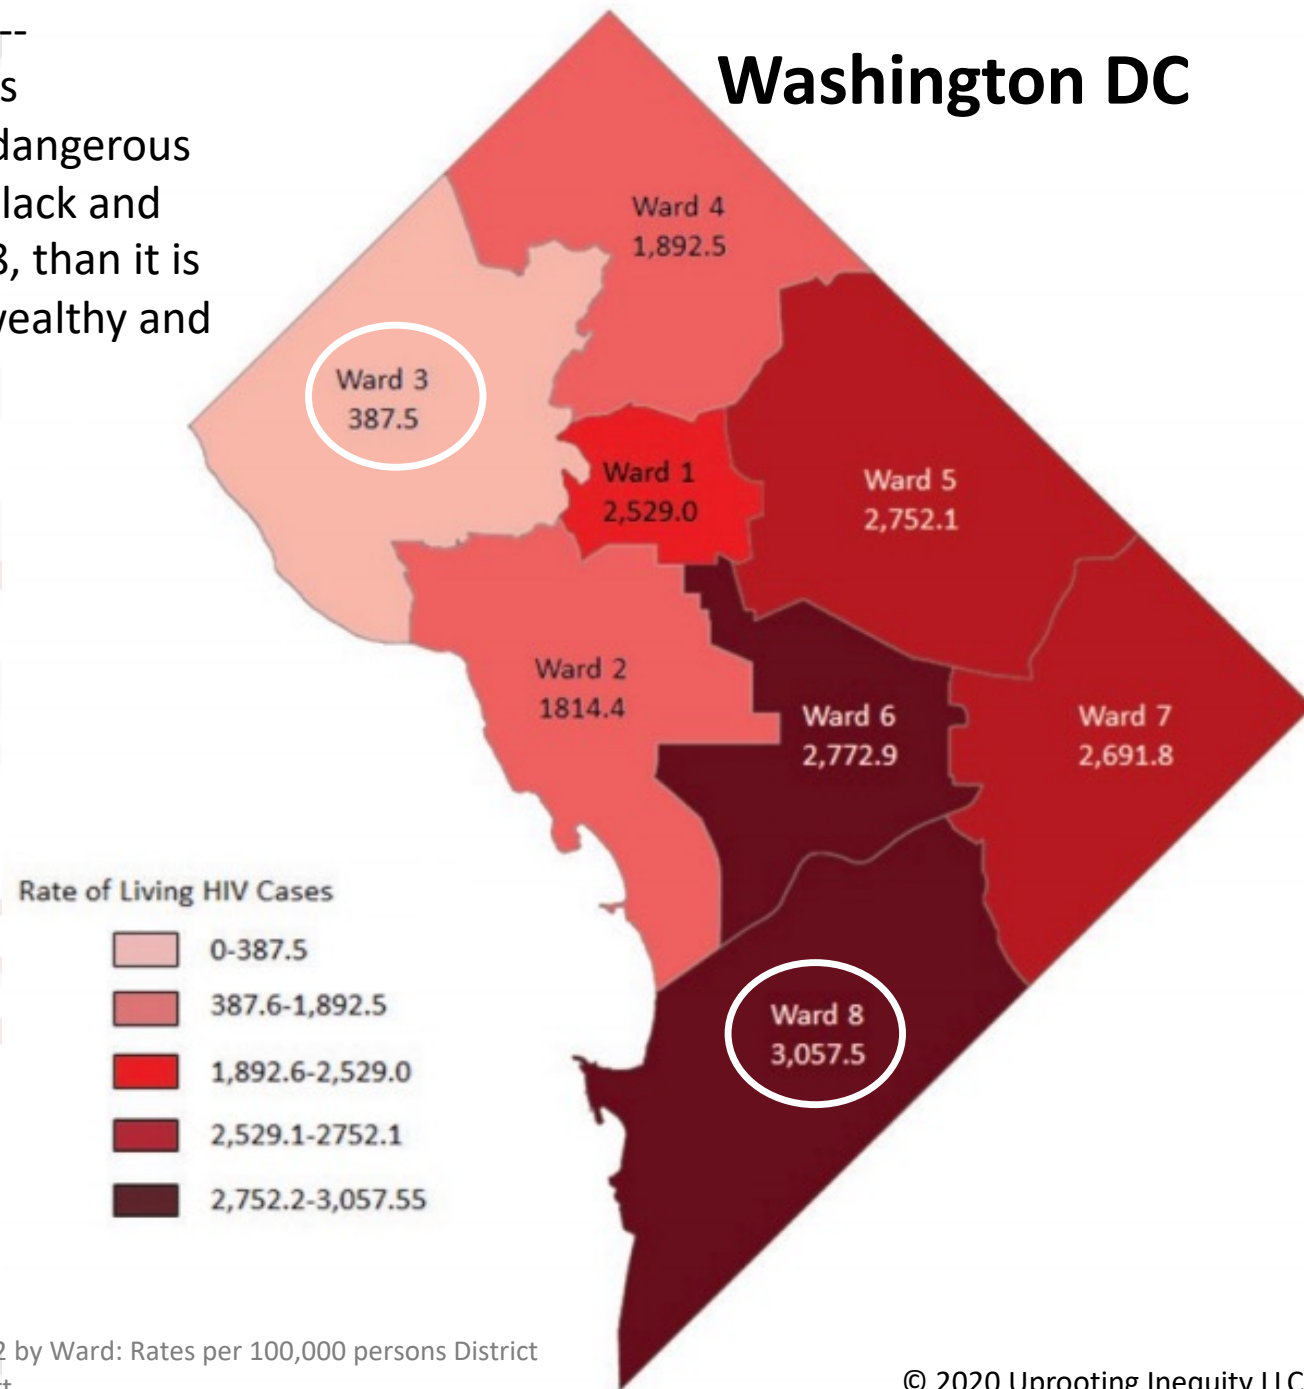 --
s
dangerous
lack and
8, than it is
wealthy and
Washington DC
Ward 4
1,892.5
Ward 3
387.5
Ward 1
2,529.0
Ward 5
2,752.1
Ward 2
1814.4
Ward 6
2,772.9
Ward 7
2,691.8
Ward 8
3,057.5
Rate of Living HIV Cases
0-387.5
387.6-1,892.5
1,892.6-2,529.0
2,529.1-2752.1
2,752.2-3,057.55
2 by Ward: Rates per 100,000 persons District
© 2020 Uprooting Inequity LLC